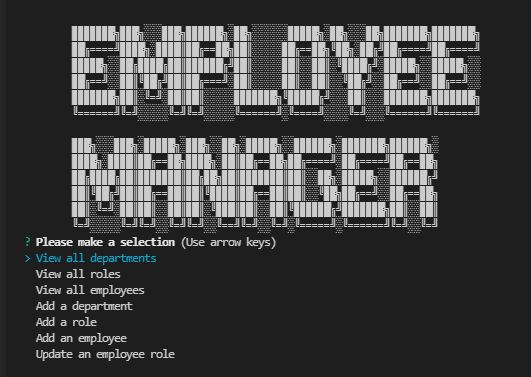 EMPLOYEE
MANAGER
? Please make a selection (Use arrow keys)
> View all departments
View all roles
View all employees
Add a department
Add a role
Add an employee
Update an employee role